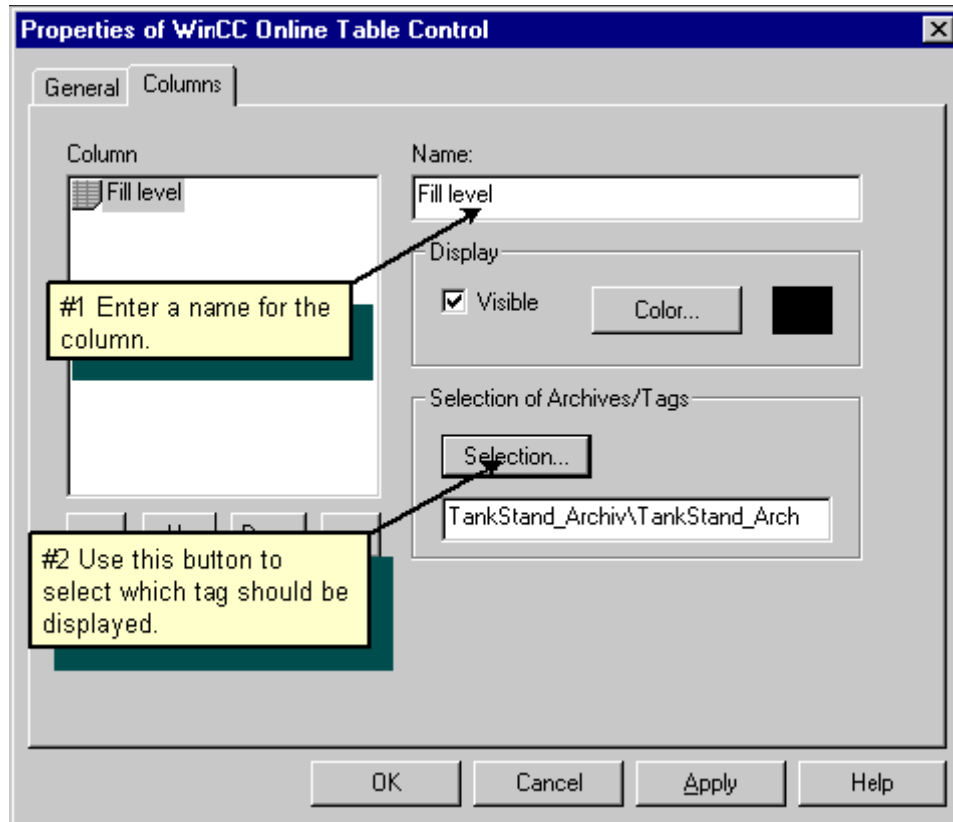 Properties of WinCC Online Table Control
General Columns
Column
Fill level
Name:
Fill level
Display
Visible
Color...
#1 Enter a name for the
column.
Selection of Archives/Tags
Selection...
TankStand_Archiv\TankStand_Arch
#2 Use this button to
select which tag should be
displayed.
OK Cancel Apply Help